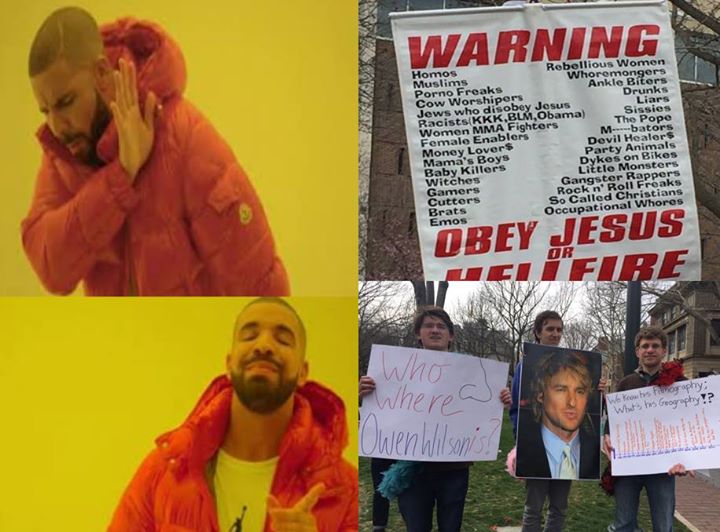 WARNING
Homos
Muslims
Porno Freaks
Cow Worshipers
Jews who disobey Jesus
Racists(KKK,BLM,Obama)
Women MMA Fighters
Female Enablers
Money Lover$
Mama's Boys
Baby Killers
Witches
Gamers
Cutters
Brats
Emos
Rebellious Women
Whoremongers
Ankle Biters
Drunks
Liars
Sissies
The Pope
M-----bators
Devil Healer$
Party Animals
Dykes on Bikes
Little Monsters
Gangster Rappers
Rock n' Roll Freaks
So Called Christians
Occupational Whores
OBEY JESUS
OR
HELLFIRE
Who
Where
Owen Wilson is?
We Know his Filmography;
What's his Geography!?